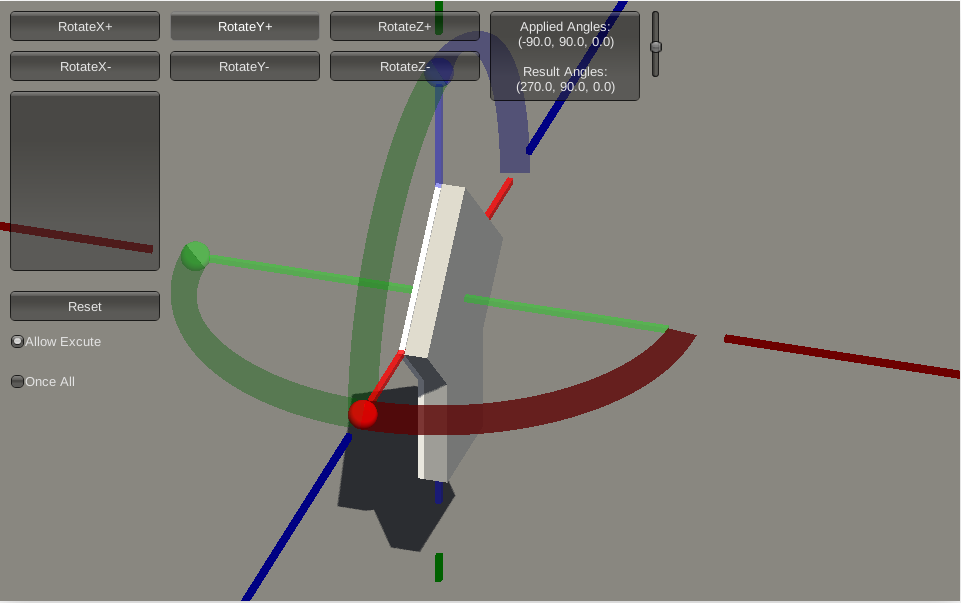 RotateX+
RotateY+
RotateZ+
Applied Angles:
(-90.0, 90.0, 0.0)
RotateX-
RotateY-
RotateZ-
Result Angles:
(270.0, 90.0, 0.0)
Reset
Allow Excute
Once All